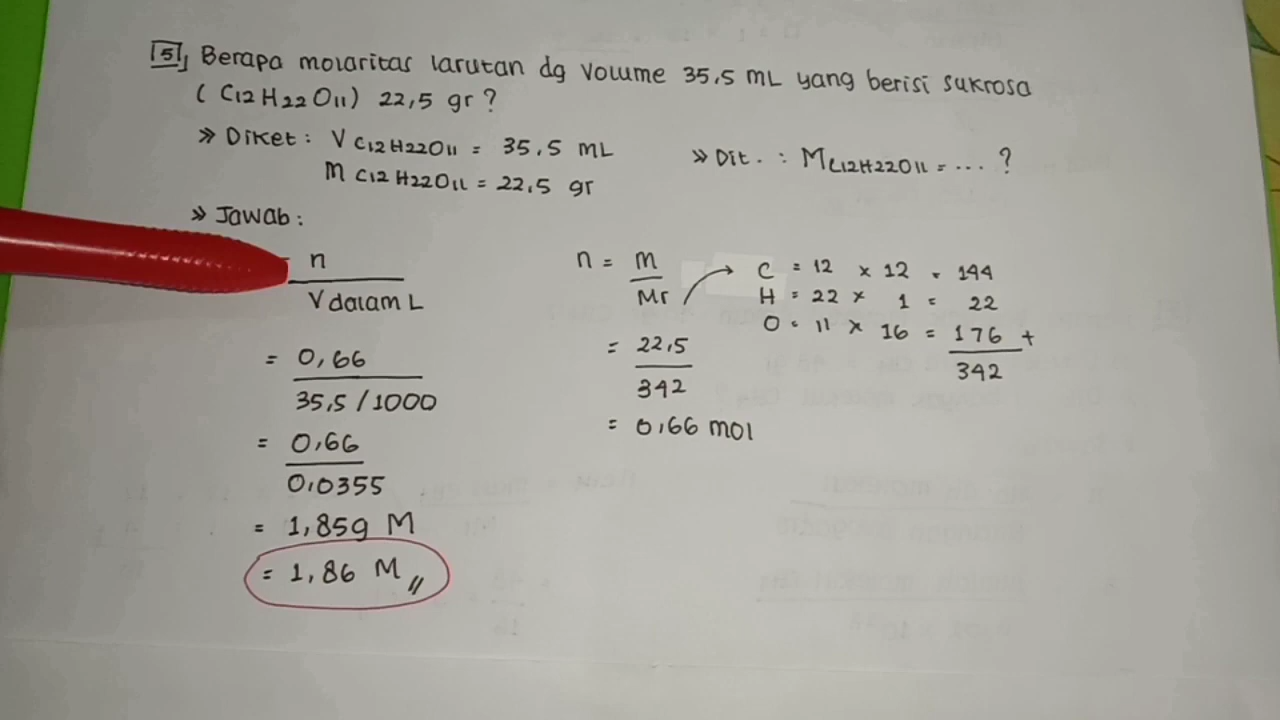 5, Berapa molaritas larutan dg Volume 35,5 mL yang berisi sukrosa
(C12H22O11) 22,5 gr?
» Diket: V C12H22O11 = 35,5 mL
» Dit. : M C12H22O11 = ... ?
m C12H22O11 = 22,5 gr
» Jawab:
n
V dalam L
= 0,66
35,5 / 1000
= 0,66
0,0355
= 1,859 M
= 1,86 M //
n = m
Mr
= 22,5
342
= 0,66 mol
C = 12 x 12 = 144
H = 22 x 1 = 22
O = 11 x 16 = 176 +
342